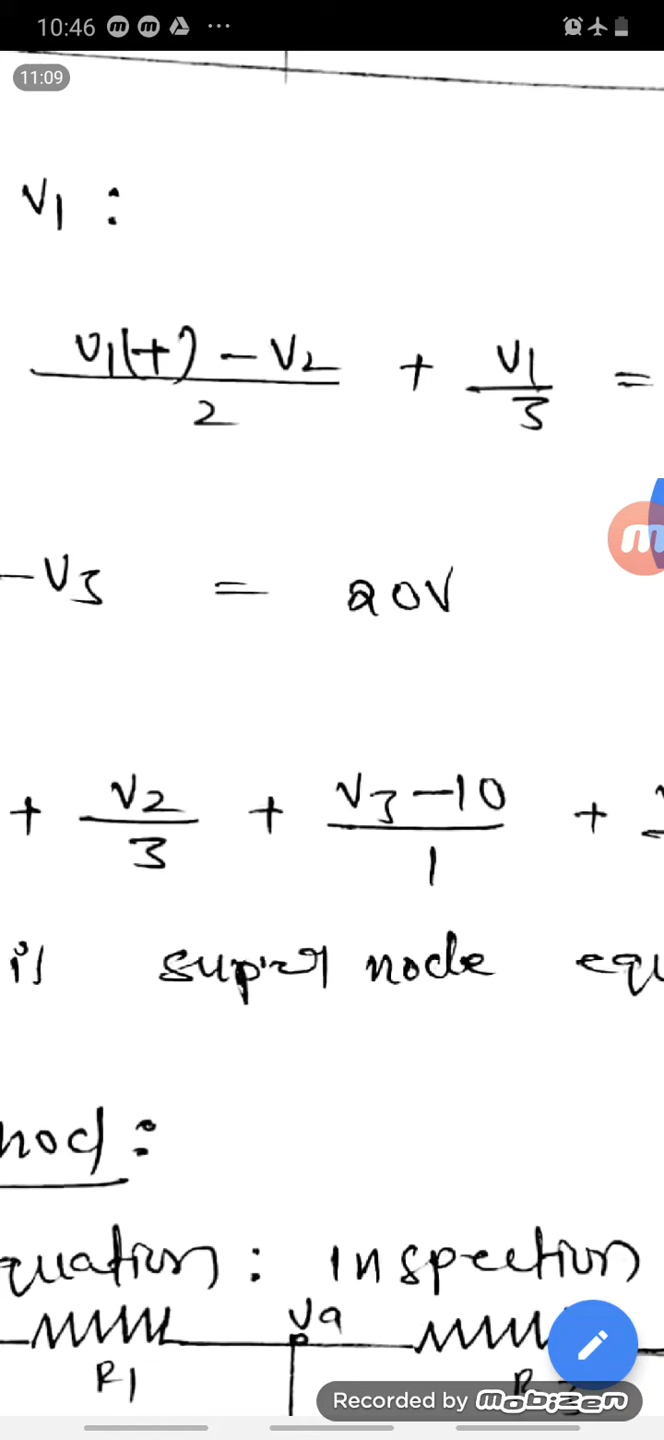 10:46
11:09
V1 :
V1(t) - V2 / 2 + V1 / 3 =
- V3 = 20V
+ V2 / 3 + V3 - 10 / 1 +
is super node equ
hod :
quation : Inspection
Va
R1
Recorded by mobizen